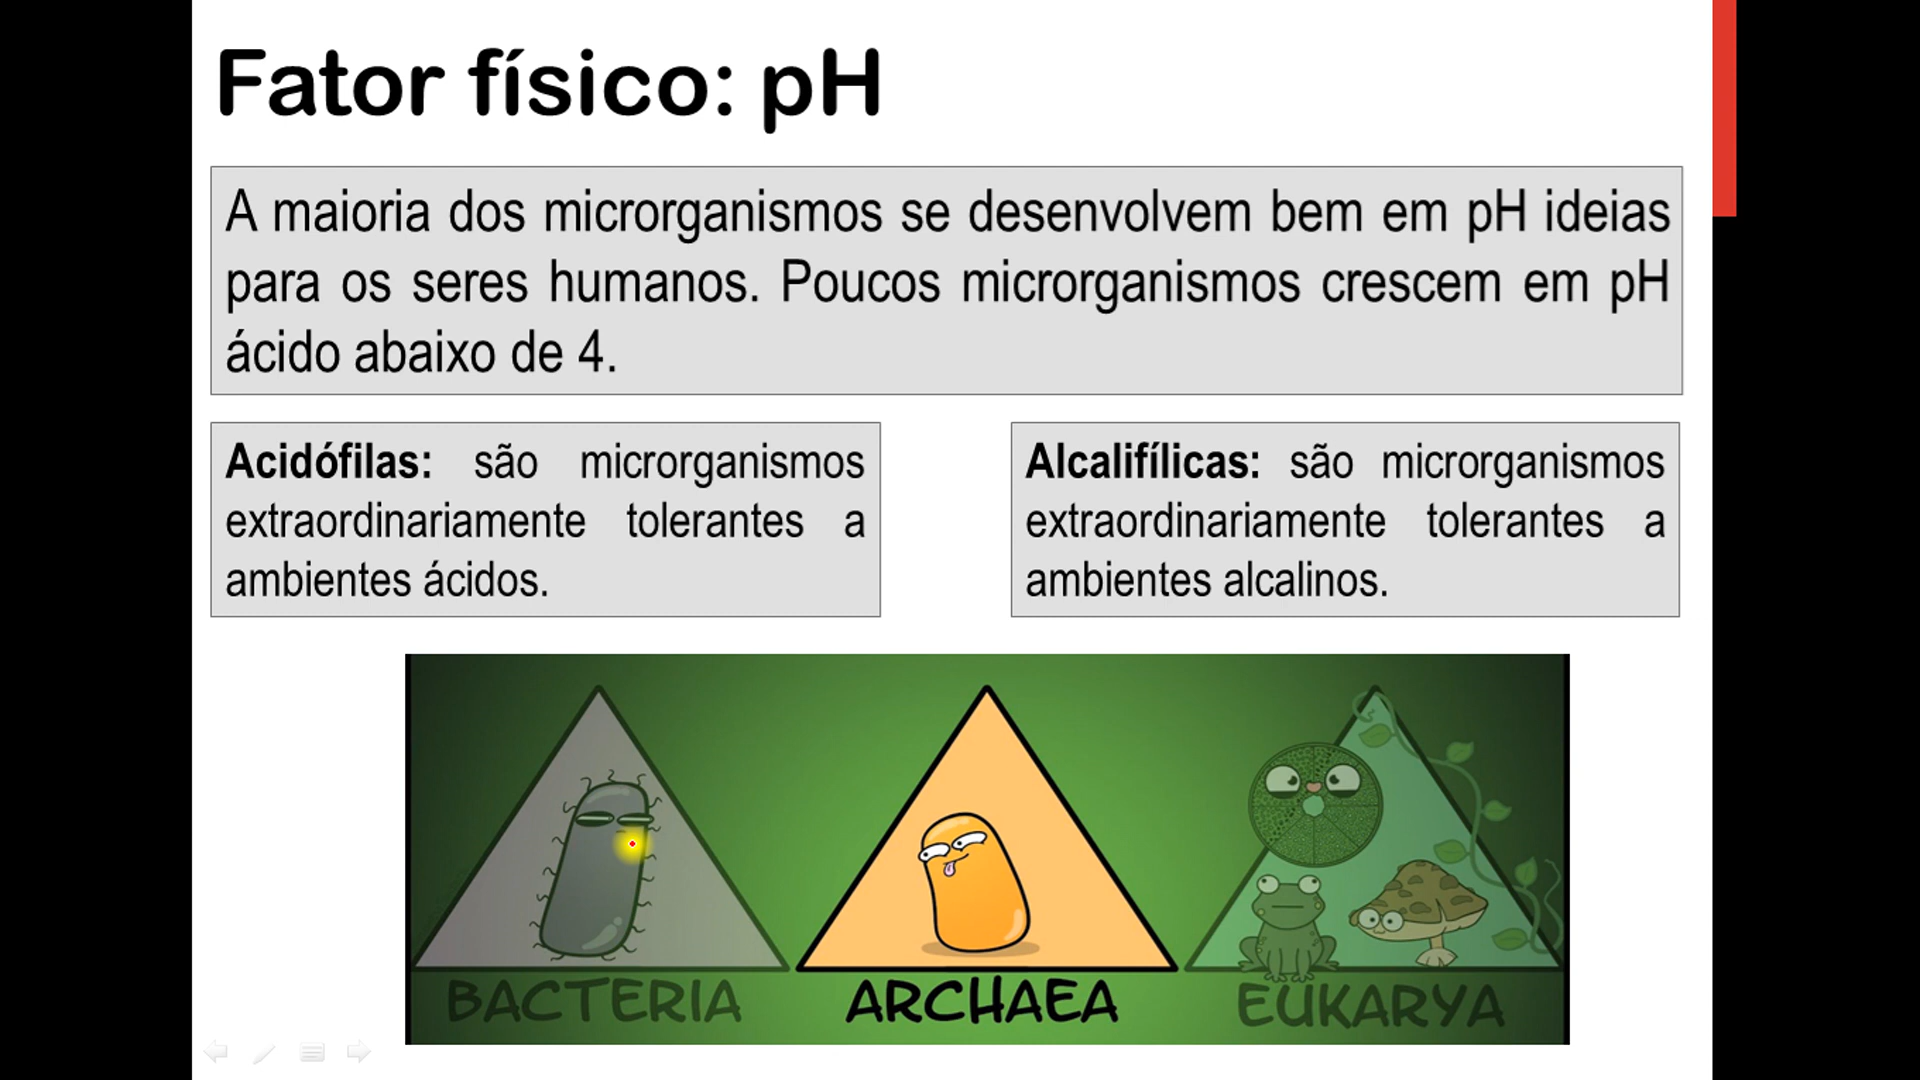 Fator físico: pH
A maioria dos microrganismos se desenvolvem bem em pH ideias
para os seres humanos. Poucos microrganismos crescem em pH
ácido abaixo de 4.
Acidófilas: são microrganismos
extraordinariamente tolerantes a
ambientes ácidos.
Alcalifílicas: são microrganismos
extraordinariamente tolerantes a
ambientes alcalinos.
BACTERIA
ARCHAEA
EUKARYA